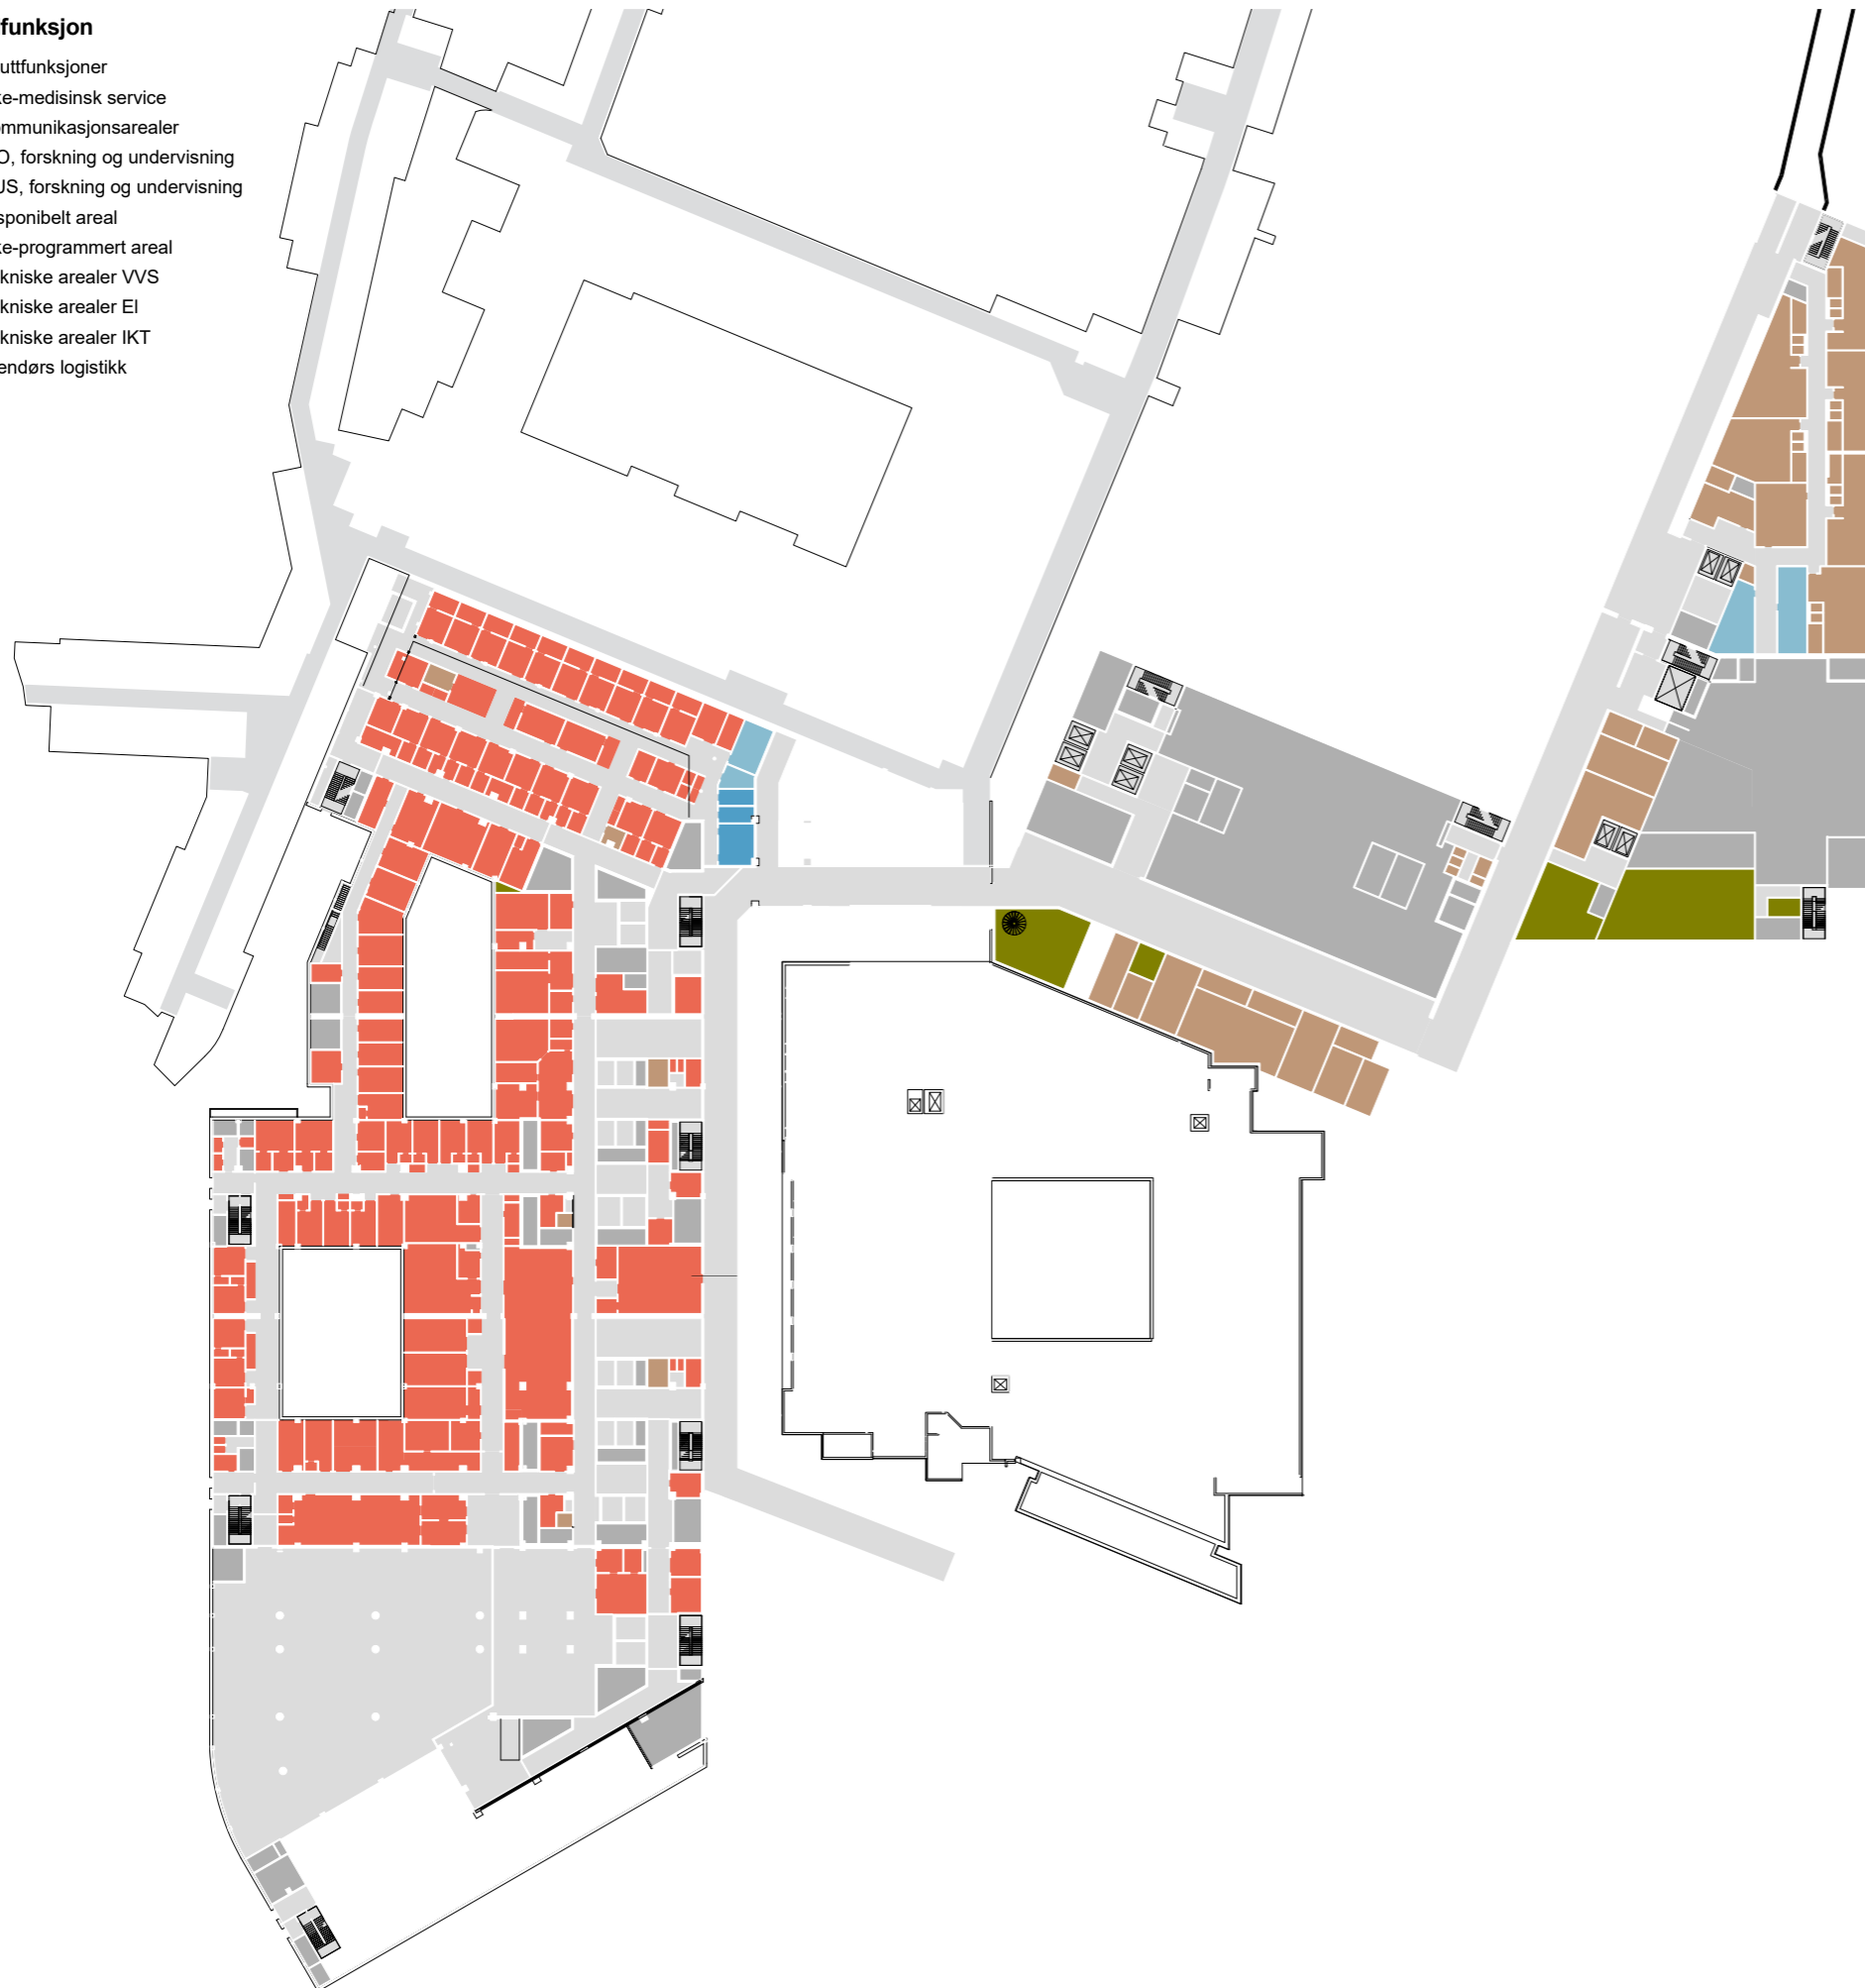 funksjon
uttfunksjoner
ke-medisinsk service
ommunikasjonsarealer
O, forskning og undervisning
US, forskning og undervisning
sponibelt areal
ke-programmert areal
kniske arealer VVS
kniske arealer El
kniske arealer IKT
endørs logistikk